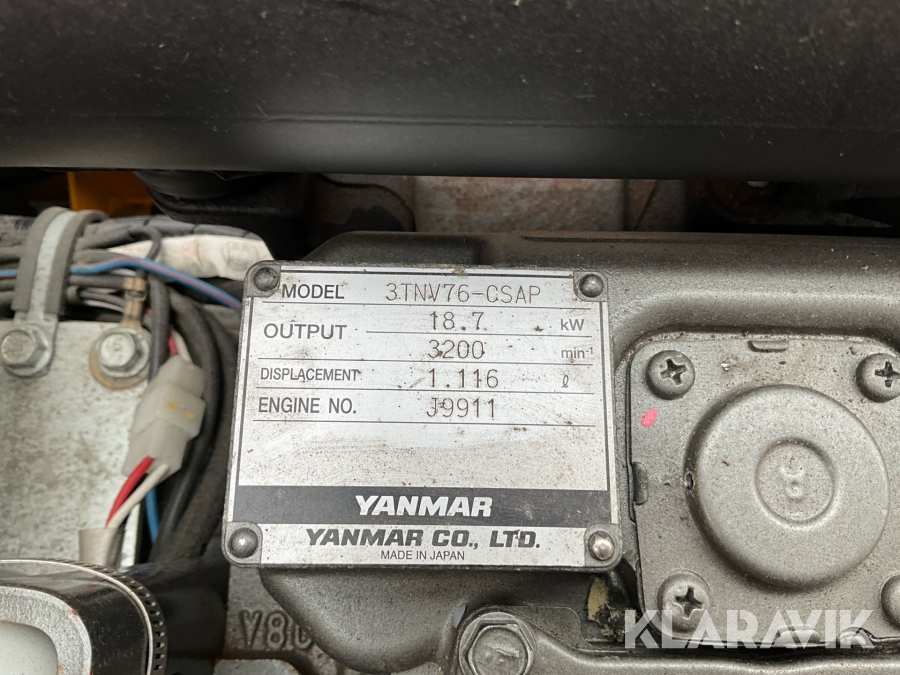 MODEL 3TNV76-CSAP
OUTPUT 18.7 kW
3200 min-1
DISPLACEMENT 1.116 ℓ
ENGINE NO. J9911
YANMAR
YANMAR CO., LTD.
MADE IN JAPAN
KLARAVIK